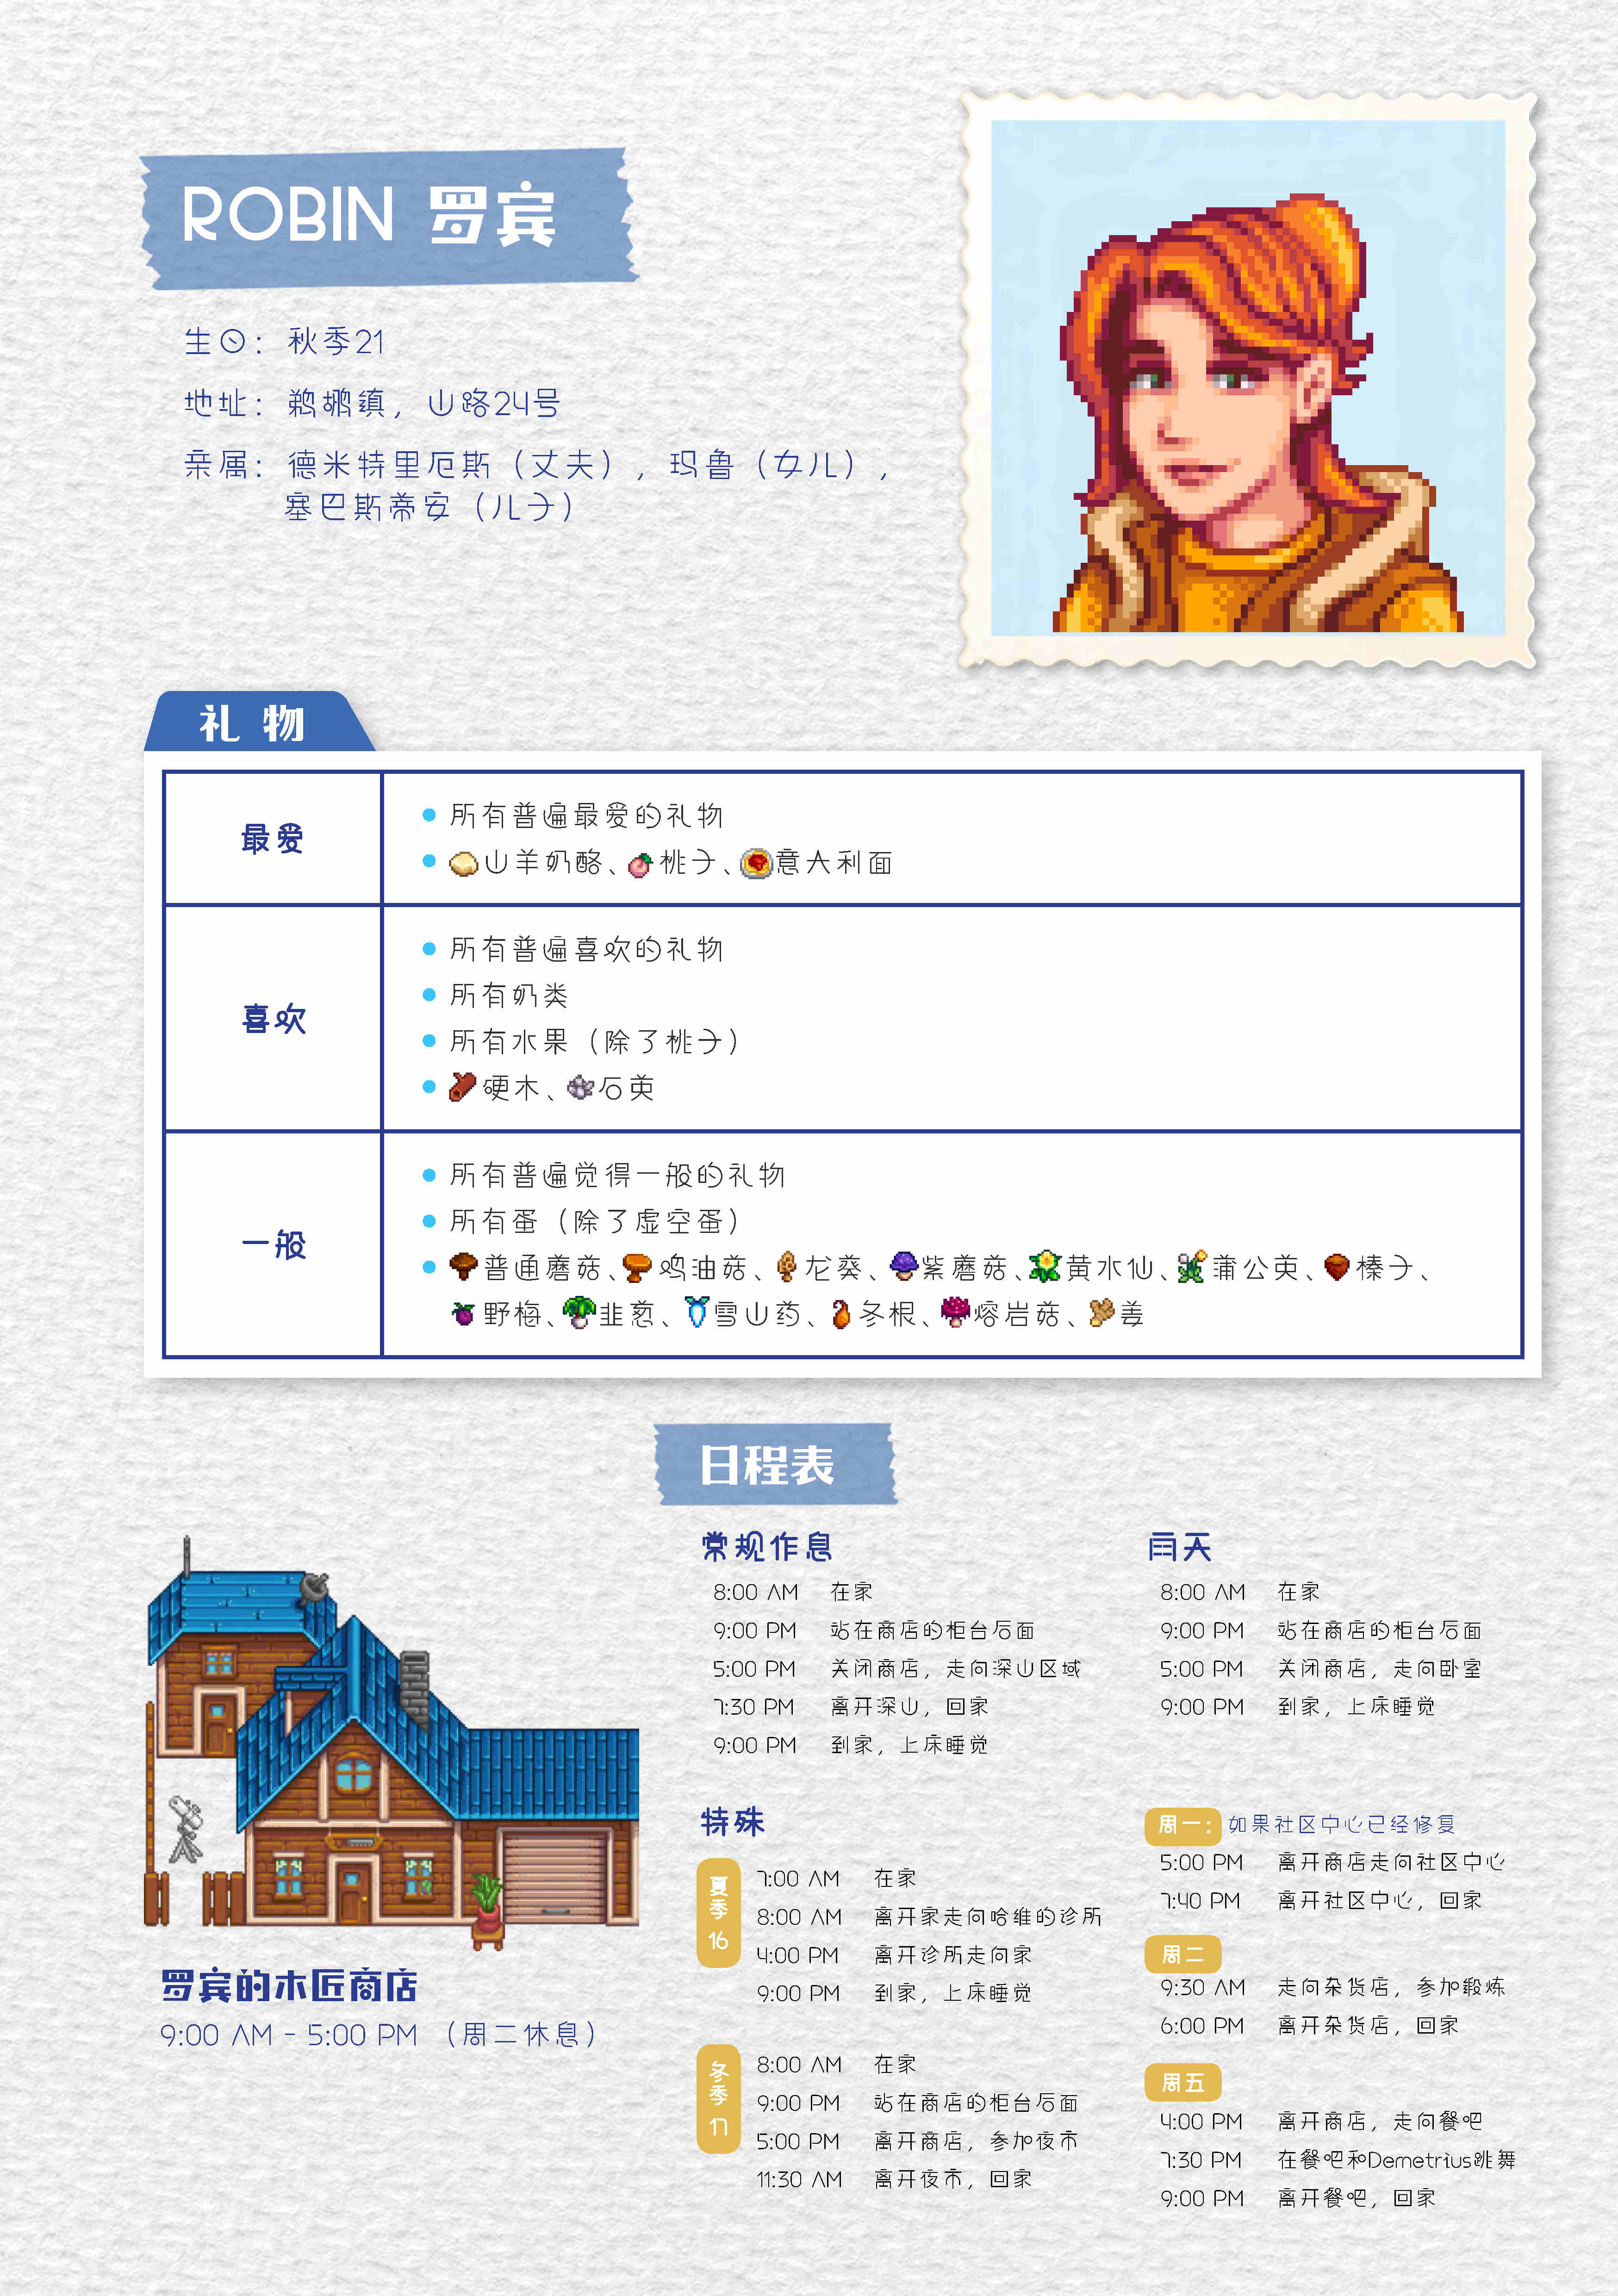 ROBIN 罗宾
生日：秋季21
地址：鹈鹕镇，山路24号
亲属：德米特里厄斯（丈夫），玛鲁（女儿），
塞巴斯蒂安（儿子）
礼 物
最爱
所有普遍最爱的礼物
山羊奶酪、桃子、意大利面
喜欢
所有普遍喜欢的礼物
所有奶类
所有水果（除了桃子）
硬木、石英
一般
所有普遍觉得一般的礼物
所有蛋（除了虚空蛋）
普通蘑菇、鸡油菇、龙葵、紫蘑菇、黄水仙、蒲公英、榛子、
野梅、韭葱、雪山药、冬根、熔岩菇、姜
日程表
常规作息
8:00 AM 在家
9:00 PM 站在商店的柜台后面
5:00 PM 关闭商店，走向深山区域
7:30 PM 离开深山，回家
9:00 PM 到家，上床睡觉
雨天
8:00 AM 在家
9:00 PM 站在商店的柜台后面
5:00 PM 关闭商店，走向卧室
9:00 PM 到家，上床睡觉
特殊
夏季16
7:00 AM 在家
8:00 AM 离开家走向哈维的诊所
4:00 PM 离开诊所走向家
9:00 PM 到家，上床睡觉
冬季17
8:00 AM 在家
9:00 PM 站在商店的柜台后面
5:00 PM 离开商店，参加夜市
11:30 AM 离开夜市，回家
周一：如果社区中心已经修复
5:00 PM 离开商店走向社区中心
7:40 PM 离开社区中心，回家
周二
9:30 AM 走向杂货店，参加锻炼
6:00 PM 离开杂货店，回家
周五
4:00 PM 离开商店，走向餐吧
7:30 PM 在餐吧和Demetrius跳舞
9:00 PM 离开餐吧，回家
罗宾的木匠商店
9:00 AM - 5:00 PM （周二休息）